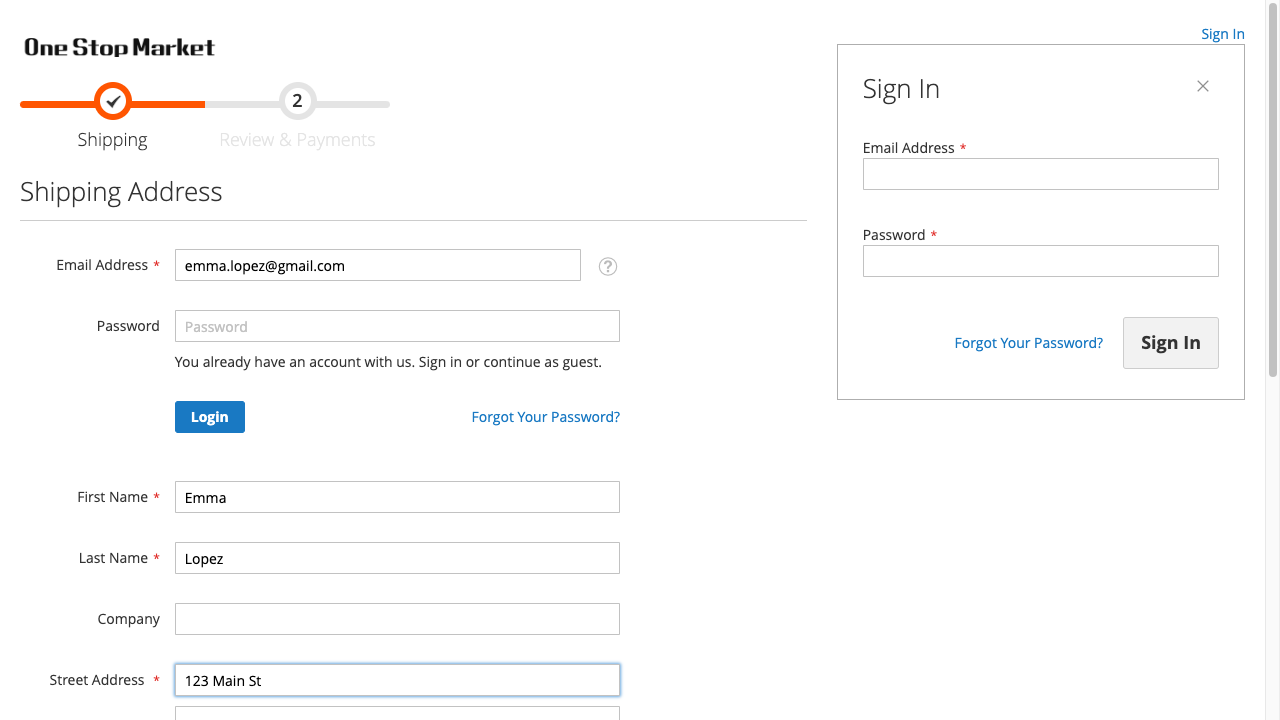 One Stop Market
Sign In
Shipping
2
Review & Payments
Shipping Address
Email Address *
emma.lopez@gmail.com
?
Password
Password
You already have an account with us. Sign in or continue as guest.
Login
Forgot Your Password?
First Name *
Emma
Last Name *
Lopez
Company
Street Address *
123 Main St
Sign In
Email Address *
Password *
Forgot Your Password?
Sign In